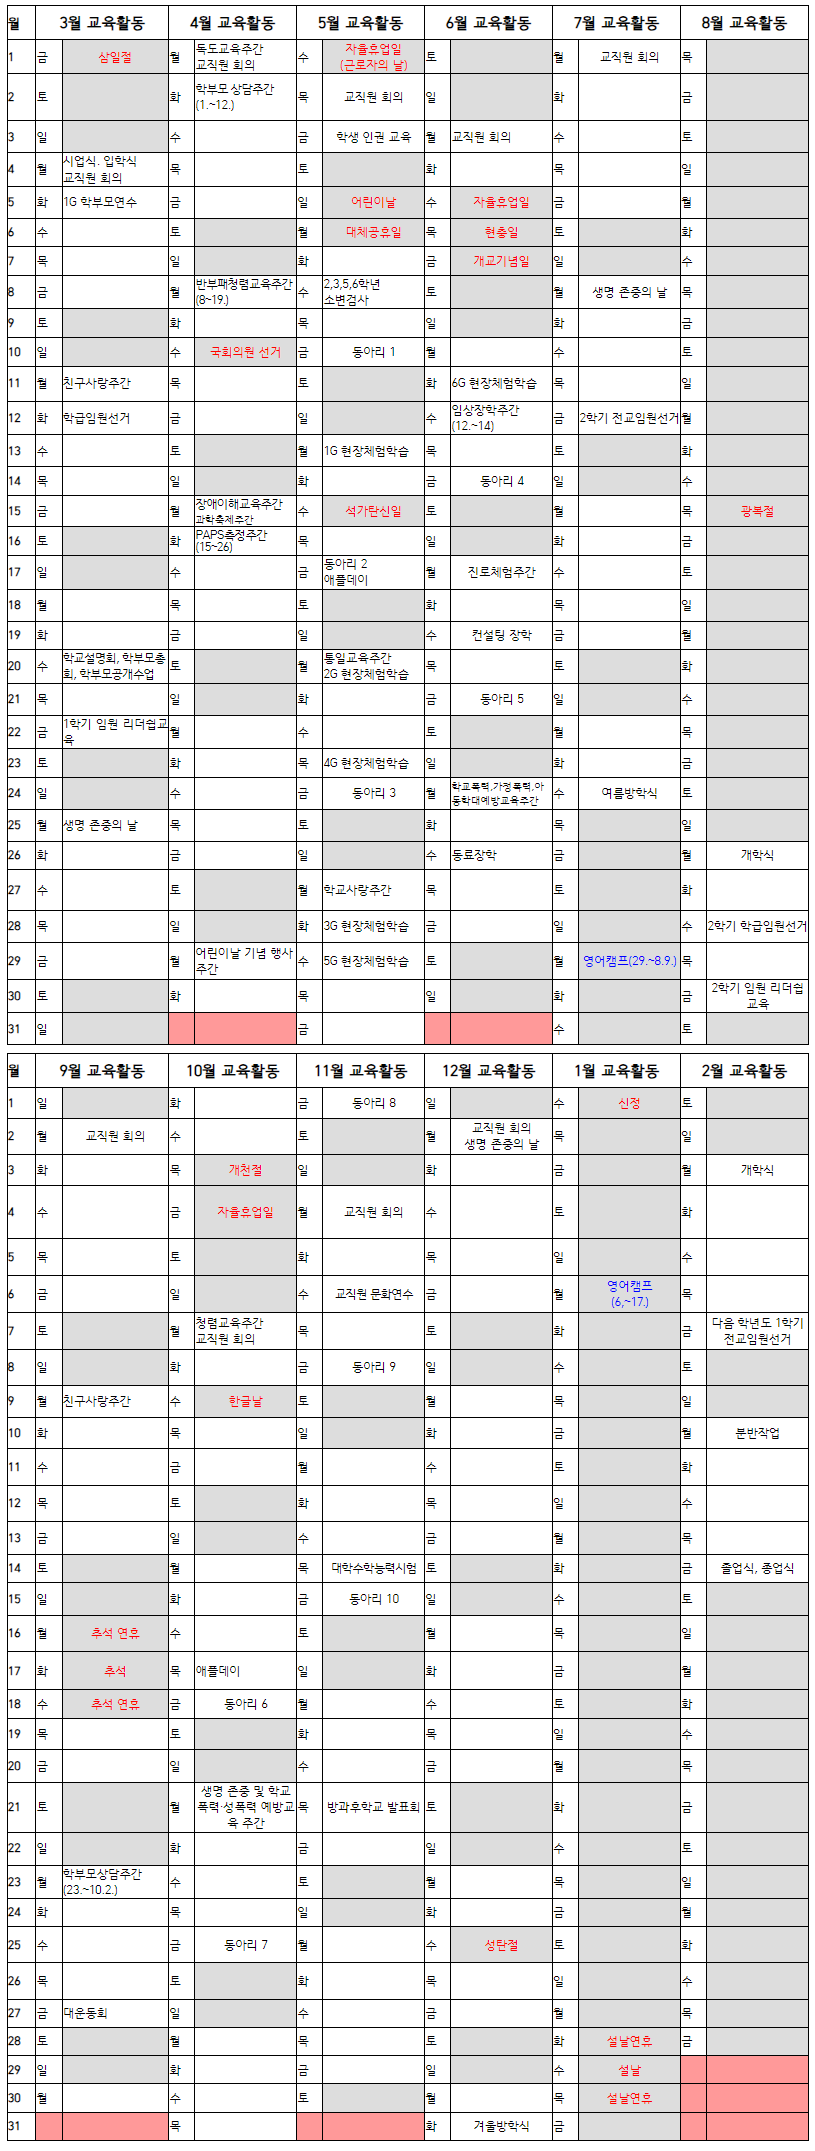 월 3월 교육활동 4월 교육활동 5월 교육활동 6월 교육활동 7월 교육활동 8월 교육활동
1 금 삼일절 월 독도교육주간 수 자율휴업일 토 월 교직원 회의 목
교직원 회의 (근로자의 날)
2 토 화 학부모 상담주간 목 교직원 회의 일 화 금
(1.~12.)
3 일 수 금 학생 인권 교육 월 교직원 회의 수 토
4 월 시업식. 입학식 목 토 화 목 일
교직원 회의
5 화 1G 학부모연수 금 일 어린이날 수 자율휴업일 금 월
6 수 토 월 대체공휴일 목 현충일 토 화
7 목 일 화 금 개교기념일 일 수
8 금 월 반부패청렴교육주간 수 2,3,5,6학년 토 월 생명 존중의 날 목
(8~19.) 소변검사
9 토 화 목 일 화 금
10 일 수 국회의원 선거 금 동아리 1 월 수 토
11 월 친구사랑주간 목 토 화 6G 현장체험학습 목 일
12 화 학급임원선거 금 일 수 임상장학주간 금 2학기 전교임원선거 월
(12.~14)
13 수 토 월 1G 현장체험학습 목 토 화
14 목 일 화 금 동아리 4 일 수
15 금 월 장애이해교육주간 수 석가탄신일 토 월 목 광복절
과학축제주간
16 토 화 PAPS측정주간 목 일 화 금
(15~26)
17 일 수 금 동아리 2 월 진로체험주간 수 토
애플데이
18 월 목 토 화 목 일
19 화 금 일 수 컨설팅 장학 금 월
20 수 학교설명회, 학부모총 토 월 통일교육주간 목 토 화
회, 학부모공개수업 2G 현장체험학습
21 목 일 화 금 동아리 5 일 수
22 금 1학기 임원 리더쉽교 월 수 토 월 목
육
23 토 화 목 4G 현장체험학습 일 화 금
24 일 수 금 동아리 3 월 학교폭력,가정폭력,아 수 여름방학식 토
동학대예방교육주간
25 월 생명 존중의 날 목 토 화 목 일
26 화 금 일 수 동료장학 금 월 개학식
27 수 토 월 학교사랑주간 목 토 화
28 목 일 화 3G 현장체험학습 금 일 수 2학기 학급임원선거
29 금 월 어린이날 기념 행사 수 5G 현장체험학습 토 월 영어캠프(29.~8.9.) 목
주간
30 토 화 목 일 화 금 2학기 임원 리더쉽
교육
31 일 금 수 토
월 9월 교육활동 10월 교육활동 11월 교육활동 12월 교육활동 1월 교육활동 2월 교육활동
1 일 화 금 동아리 8 일 수 신정 토
2 월 교직원 회의 수 토 월 교직원 회의 목 일
생명 존중의 날
3 화 목 개천절 일 화 금 월 개학식
4 수 금 자율휴업일 월 교직원 회의 수 토 화
5 목 토 화 목 일 수
6 금 일 수 교직원 문화연수 금 월 영어캠프 목
(6,~17.)
7 토 월 청렴교육주간 목 토 화 금 다음 학년도 1학기
교직원 회의 전교임원선거
8 일 화 금 동아리 9 일 수 토
9 월 친구사랑주간 수 한글날 토 월 목 일
10 화 목 일 화 금 월 분반작업
11 수 금 월 수 토 화
12 목 토 화 목 일 수
13 금 일 수 금 월 목
14 토 월 목 대학수학능력시험 토 화 금 졸업식, 종업식
15 일 화 금 동아리 10 일 수 토
16 월 추석 연휴 수 토 월 목 일
17 화 추석 목 애플데이 일 화 금 월
18 수 추석 연휴 금 동아리 6 월 수 토 화
19 목 토 화 목 일 수
20 금 일 수 금 월 목
21 토 월 생명 존중 및 학교 목 방과후학교 발표회 토 화 금
폭력·성폭력 예방교
육 주간
22 일 화 금 일 수 토
23 월 학부모상담주간 수 토 월 목 일
(23.~10.2.)
24 화 목 일 화 금 월
25 수 금 동아리 7 월 수 성탄절 토 화
26 목 토 화 목 일 수
27 금 대운동회 일 수 금 월 목
28 토 월 목 토 화 설날연휴 금
29 일 화 금 일 수 설날
30 월 수 토 월 목 설날연휴
31 목 화 겨울방학식 금